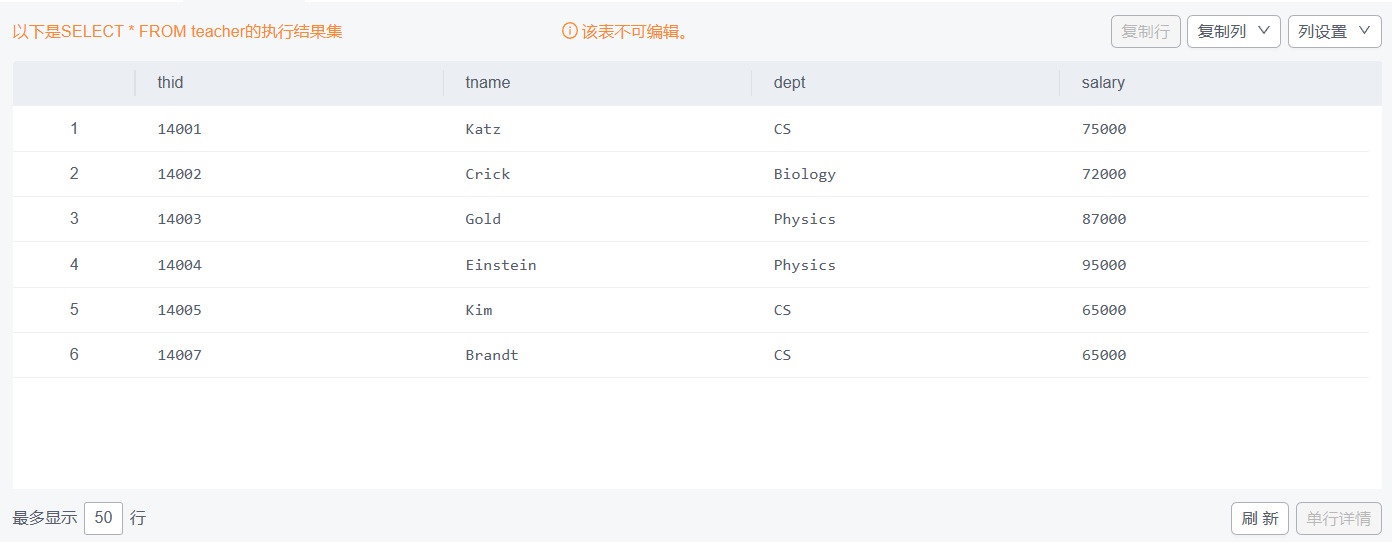 以下是SELECT * FROM teacher的执行结果集 该表不可编辑。 复制行 复制列 列设置
thid tname dept salary
1 14001 Katz CS 75000
2 14002 Crick Biology 72000
3 14003 Gold Physics 87000
4 14004 Einstein Physics 95000
5 14005 Kim CS 65000
6 14007 Brandt CS 65000
最多显示 50 行 刷 新 单行详情